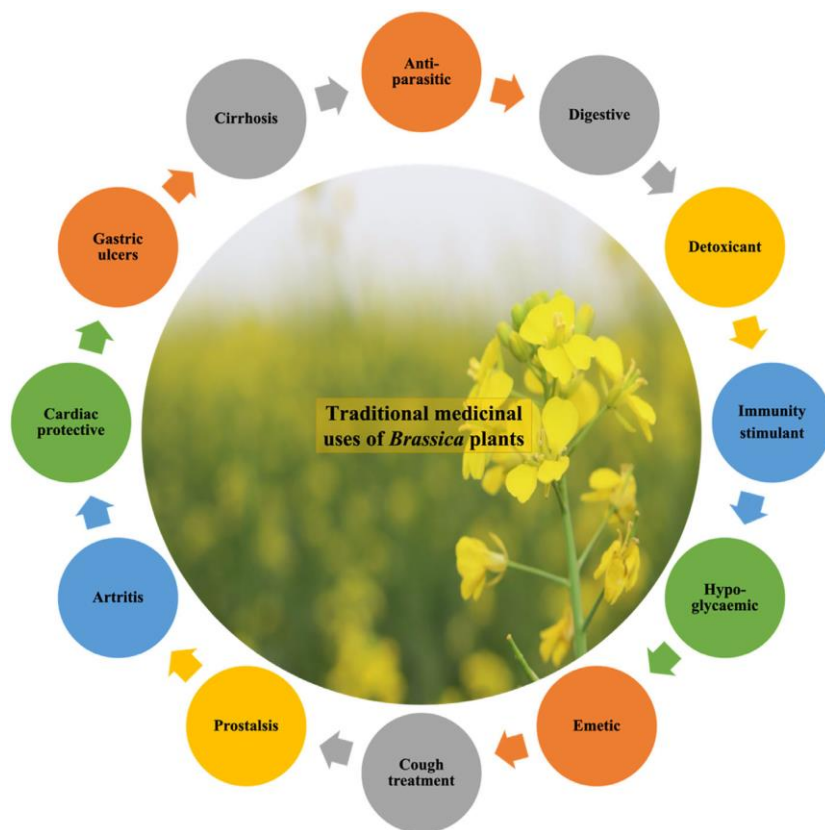 Anti-
parasitic
Digestive
Detoxicant
Immunity
stimulant
Hypo-
glycaemic
Emetic
Cough
treatment
Prostalsis
Artritis
Cardiac
protective
Gastric
ulcers
Cirrhosis
Traditional medicinal
uses of Brassica plants